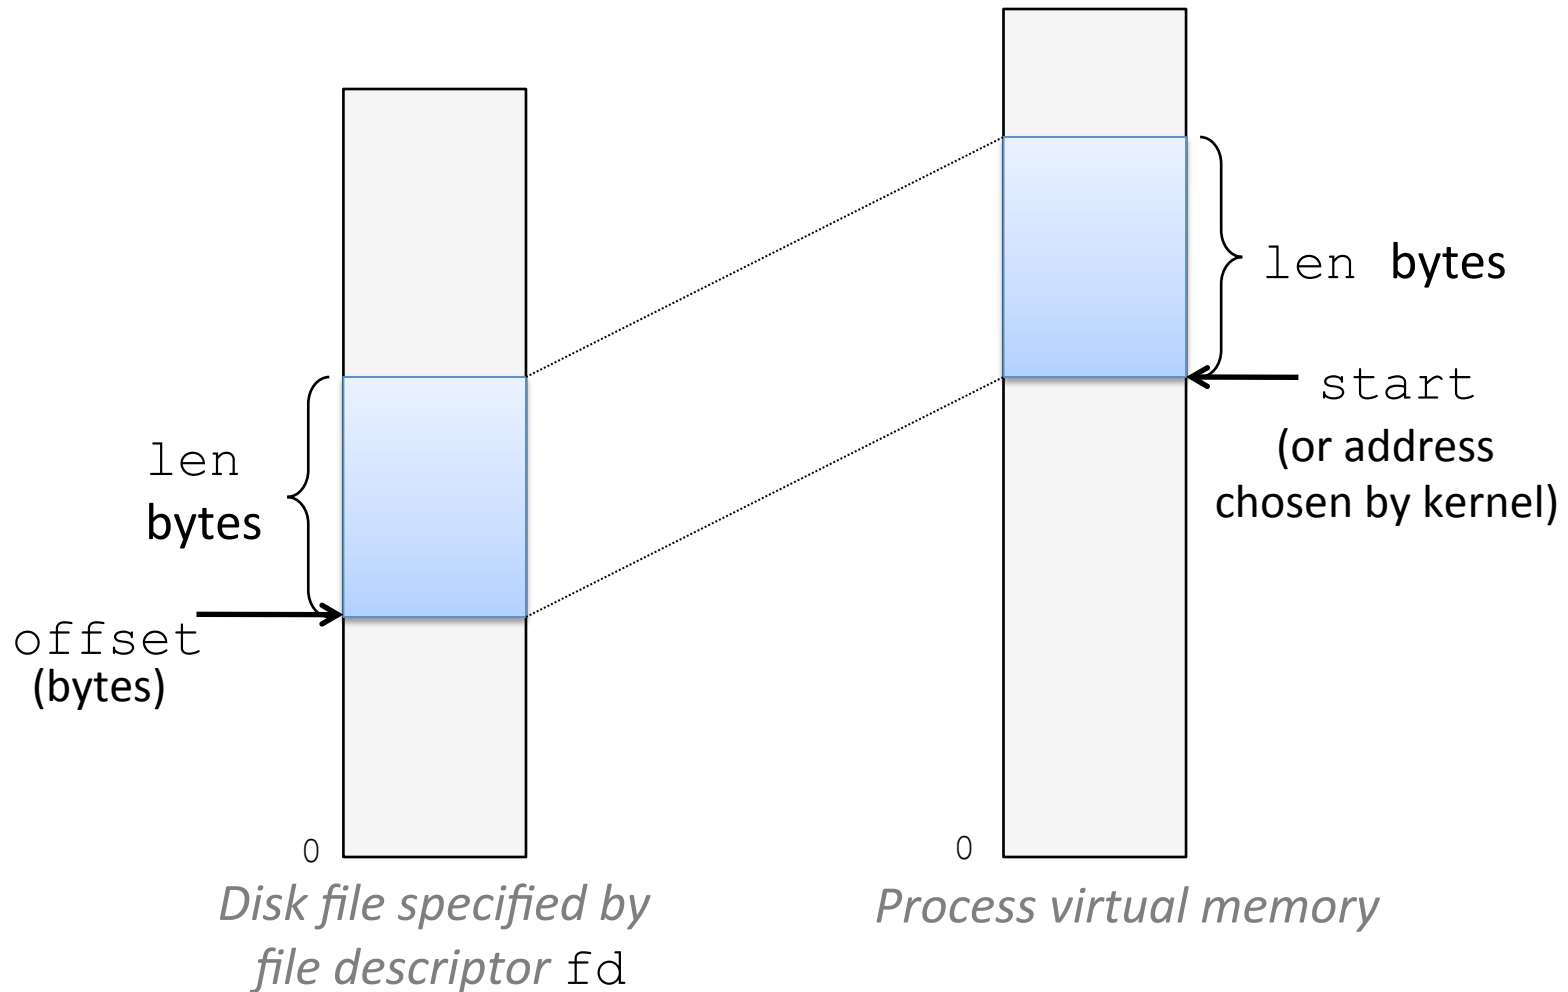 len bytes
start
(or address
chosen by kernel)
len
bytes
offset
(bytes)
0
0
Disk file specified by
file descriptor fd
Process virtual memory